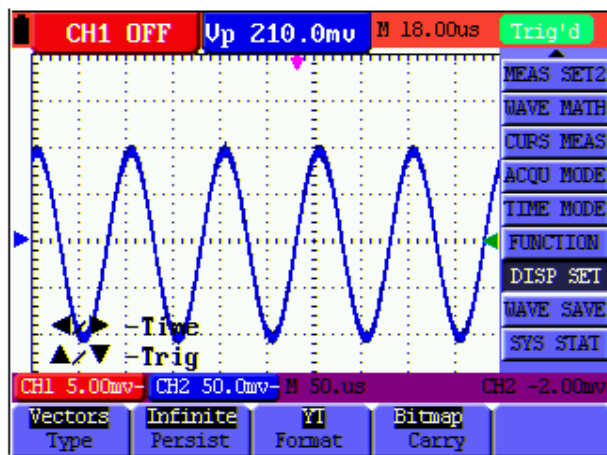 CH1 OFF Vp 210.0mv M 18.00us Trig'd
MEAS SET2
WAVE MATH
CURS MEAS
ACQU MODE
TIME MODE
FUNCTION
DISP SET
WAVE SAVE
SYS STAT
◀/▶ -Time
▲/▼ -Trig
CH1 5.00mv- CH2 50.0mv- M 50.us CH2 -2.00mv
Vectors Infinite YT Bitmap
Type Persist Format Carry